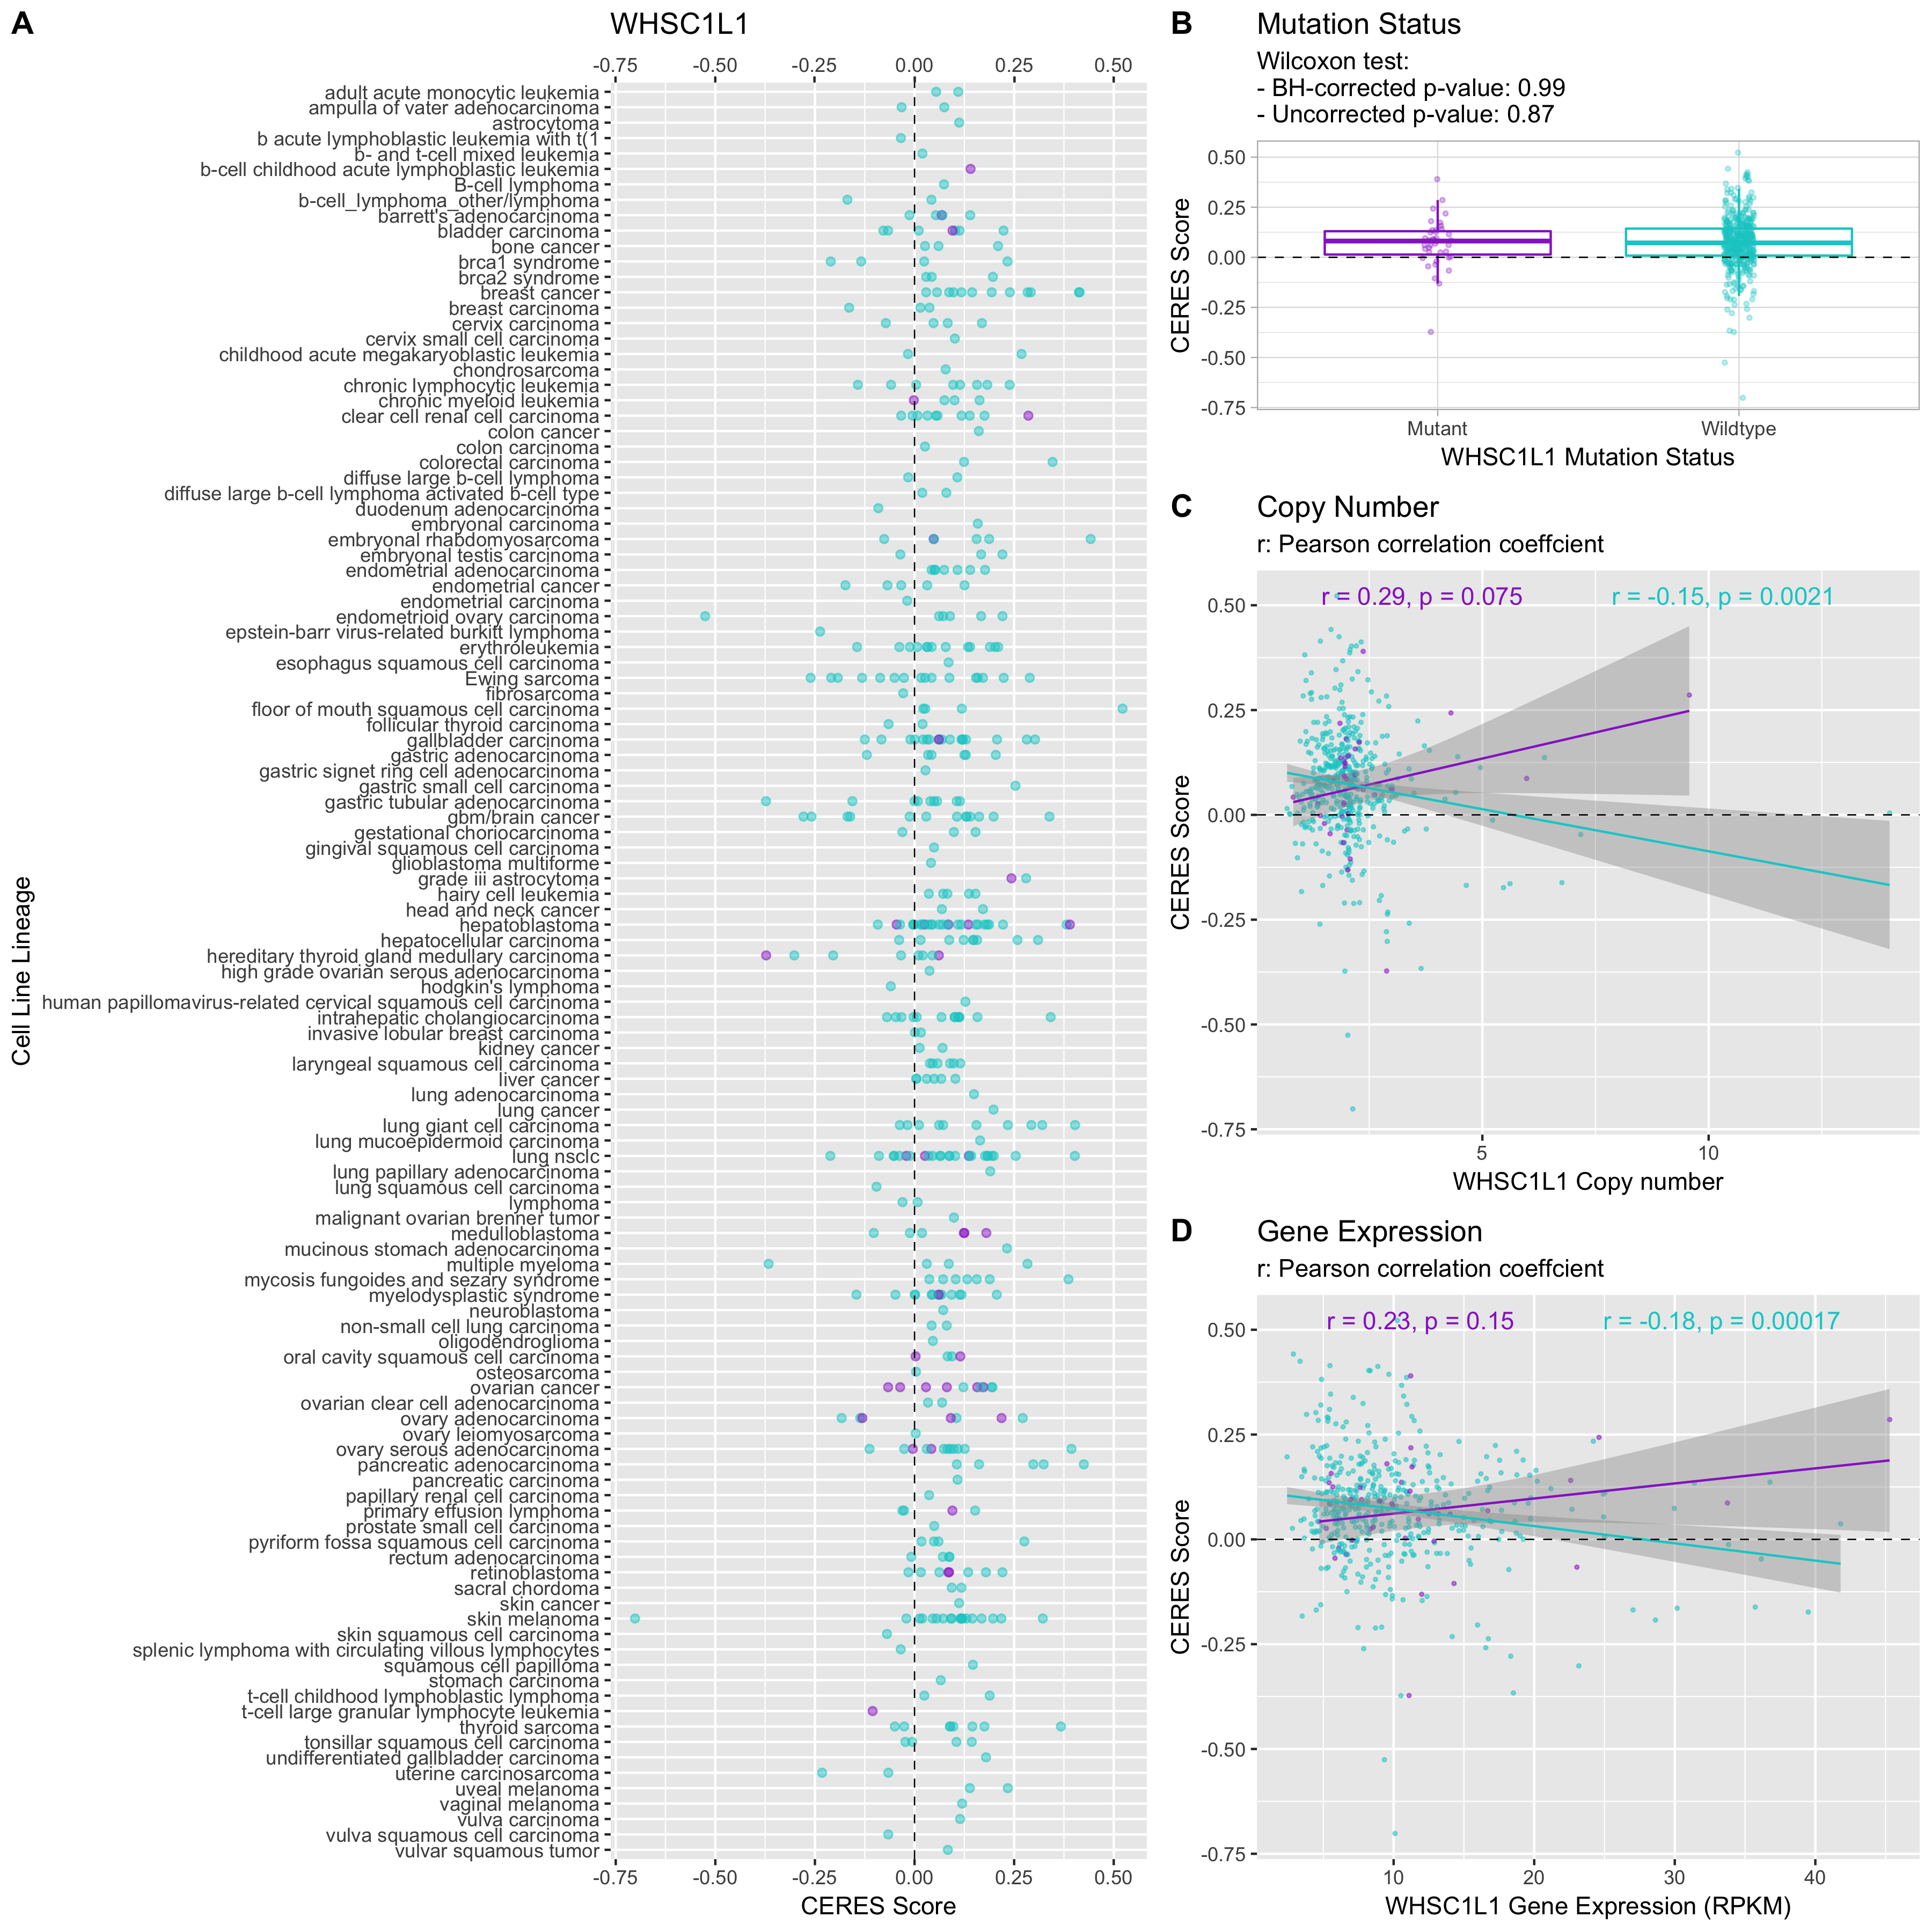 A
WHSC1L1
-0.75 -0.50 -0.25 0.00 0.25 0.50
adult acute monocytic leukemia
ampulla of vater adenocarcinoma
astrocytoma
b acute lymphoblastic leukemia with t(1
b- and t-cell mixed leukemia
b-cell childhood acute lymphoblastic leukemia
B-cell lymphoma
b-cell_lymphoma_other/lymphoma
barrett's adenocarcinoma
bladder carcinoma
bone cancer
brca1 syndrome
brca2 syndrome
breast cancer
breast carcinoma
cervix carcinoma
cervix small cell carcinoma
childhood acute megakaryoblastic leukemia
chondrosarcoma
chronic lymphocytic leukemia
chronic myeloid leukemia
clear cell renal cell carcinoma
colon cancer
colon carcinoma
colorectal carcinoma
diffuse large b-cell lymphoma
diffuse large b-cell lymphoma activated b-cell type
duodenum adenocarcinoma
embryonal carcinoma
embryonal rhabdomyosarcoma
embryonal testis carcinoma
endometrial adenocarcinoma
endometrial cancer
endometrial carcinoma
endometrioid ovary carcinoma
epstein-barr virus-related burkitt lymphoma
erythroleukemia
esophagus squamous cell carcinoma
Ewing sarcoma
fibrosarcoma
floor of mouth squamous cell carcinoma
follicular thyroid carcinoma
gallbladder carcinoma
gastric adenocarcinoma
gastric signet ring cell adenocarcinoma
gastric small cell carcinoma
gastric tubular adenocarcinoma
gbm/brain cancer
gestational choriocarcinoma
gingival squamous cell carcinoma
glioblastoma multiforme
grade iii astrocytoma
hairy cell leukemia
head and neck cancer
hepatoblastoma
hepatocellular carcinoma
hereditary thyroid gland medullary carcinoma
high grade ovarian serous adenocarcinoma
hodgkin's lymphoma
human papillomavirus-related cervical squamous cell carcinoma
intrahepatic cholangiocarcinoma
invasive lobular breast carcinoma
kidney cancer
laryngeal squamous cell carcinoma
liver cancer
lung adenocarcinoma
lung cancer
lung giant cell carcinoma
lung mucoepidermoid carcinoma
lung nsclc
lung papillary adenocarcinoma
lung squamous cell carcinoma
lymphoma
malignant ovarian brenner tumor
medulloblastoma
mucinous stomach adenocarcinoma
multiple myeloma
mycosis fungoides and sezary syndrome
myelodysplastic syndrome
neuroblastoma
non-small cell lung carcinoma
oligodendroglioma
oral cavity squamous cell carcinoma
osteosarcoma
ovarian cancer
ovarian clear cell adenocarcinoma
ovary adenocarcinoma
ovary leiomyosarcoma
ovary serous adenocarcinoma
pancreatic adenocarcinoma
pancreatic carcinoma
papillary renal cell carcinoma
primary effusion lymphoma
prostate small cell carcinoma
pyriform fossa squamous cell carcinoma
rectum adenocarcinoma
retinoblastoma
sacral chordoma
skin cancer
skin melanoma
skin squamous cell carcinoma
splenic lymphoma with circulating villous lymphocytes
squamous cell papilloma
stomach carcinoma
t-cell childhood lymphoblastic lymphoma
t-cell large granular lymphocyte leukemia
thyroid sarcoma
tonsillar squamous cell carcinoma
undifferentiated gallbladder carcinoma
uterine carcinosarcoma
uveal melanoma
vaginal melanoma
vulva carcinoma
vulva squamous cell carcinoma
vulvar squamous tumor
-0.75 -0.50 -0.25 0.00 0.25 0.50
CERES Score
Cell Line Lineage
B
Mutation Status
Wilcoxon test:
- BH-corrected p-value: 0.99
- Uncorrected p-value: 0.87
0.50
0.25
0.00
-0.25
-0.50
-0.75
CERES Score
Mutant Wildtype
WHSC1L1 Mutation Status
C
Copy Number
r: Pearson correlation coeffcient
r = 0.29, p = 0.075 r = -0.15, p = 0.0021
0.50
0.25
0.00
-0.25
-0.50
-0.75
CERES Score
5 10
WHSC1L1 Copy number
D
Gene Expression
r: Pearson correlation coeffcient
r = 0.23, p = 0.15 r = -0.18, p = 0.00017
0.50
0.25
0.00
-0.25
-0.50
-0.75
CERES Score
10 20 30 40
WHSC1L1 Gene Expression (RPKM)